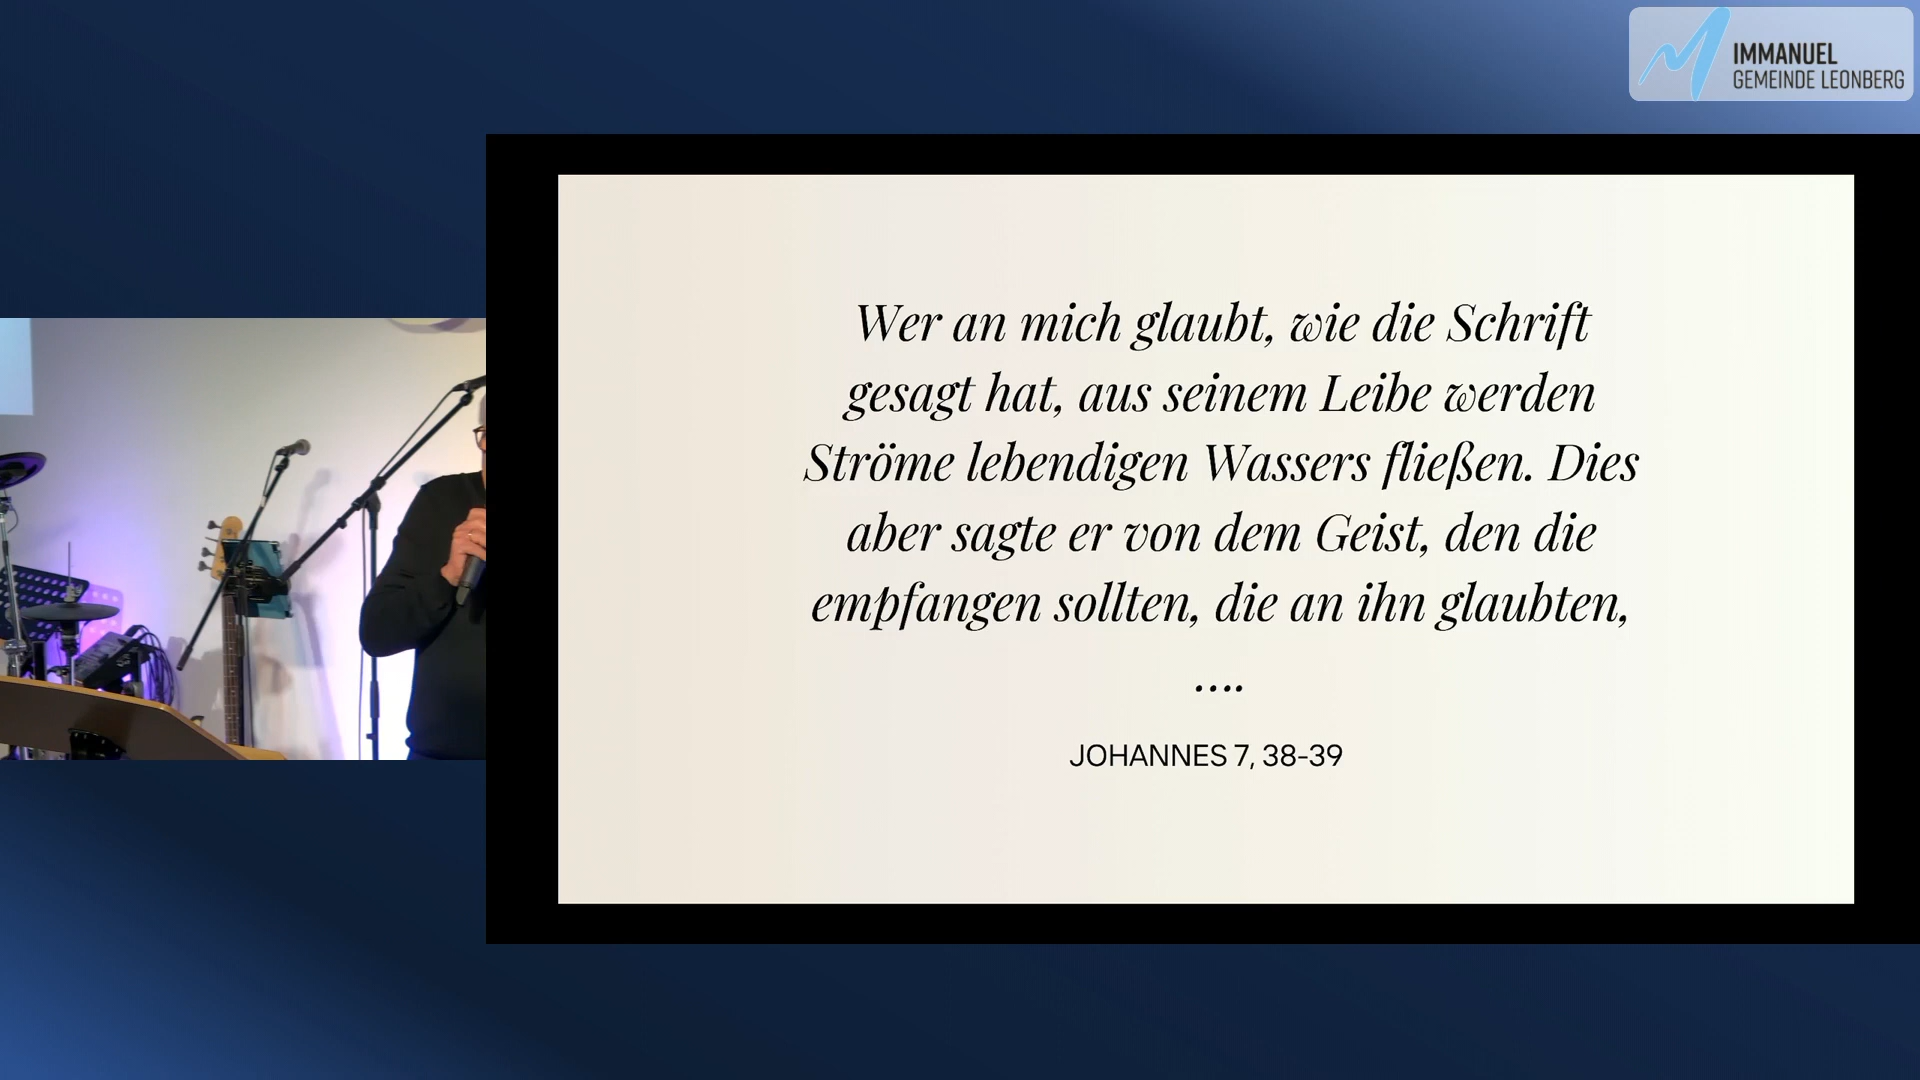 IMMANUEL
GEMEINDE LEONBERG
Wer an mich glaubt, wie die Schrift
gesagt hat, aus seinem Leibe werden
Ströme lebendigen Wassers fließen. Dies
aber sagte er von dem Geist, den die
empfangen sollten, die an ihn glaubten,
....
JOHANNES 7, 38-39